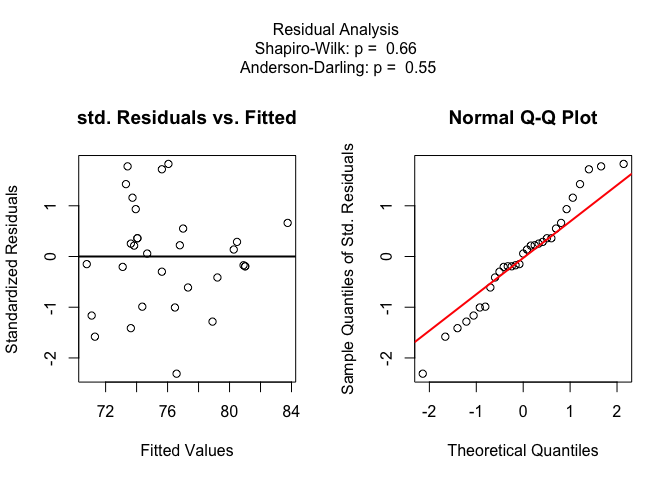 Residual Analysis
Shapiro-Wilk: p = 0.66
Anderson-Darling: p = 0.55
std. Residuals vs. Fitted
Standardized Residuals
1
0
-1
-2
72
76
80
84
Fitted Values
Normal Q-Q Plot
Sample Quantiles of Std. Residuals
1
0
-1
-2
-2
-1
0
1
2
Theoretical Quantiles